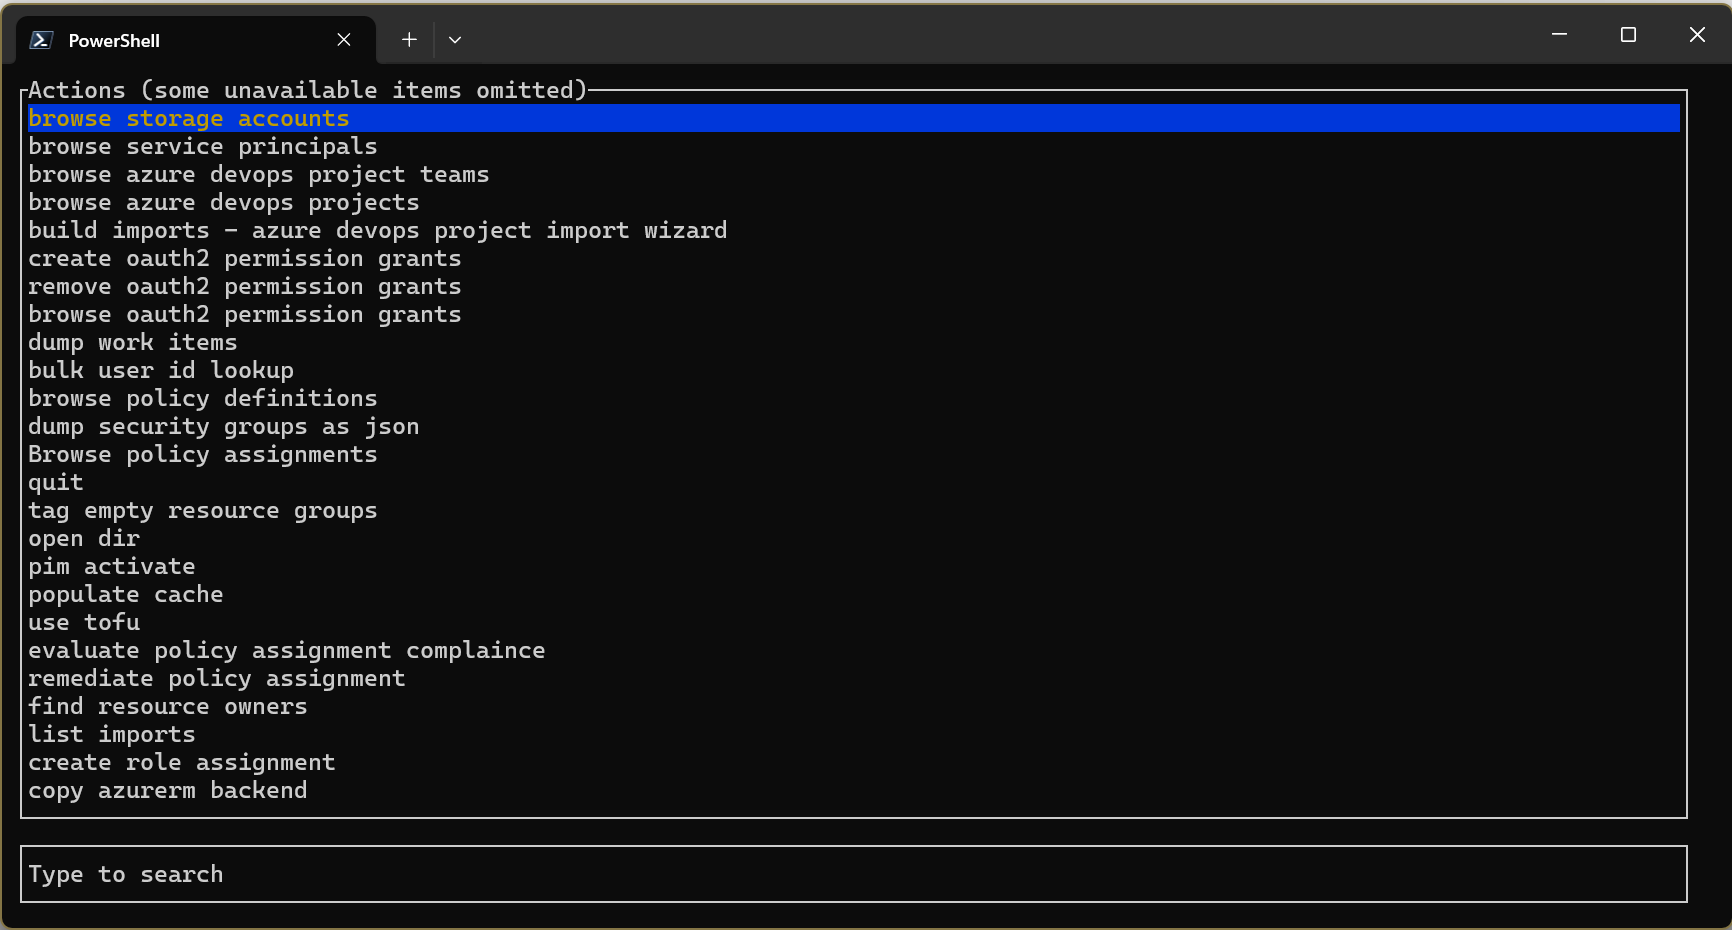 PowerShell
Actions (some unavailable items omitted)
browse storage accounts
browse service principals
browse azure devops project teams
browse azure devops projects
build imports - azure devops project import wizard
create oauth2 permission grants
remove oauth2 permission grants
browse oauth2 permission grants
dump work items
bulk user id lookup
browse policy definitions
dump security groups as json
Browse policy assignments
quit
tag empty resource groups
open dir
pim activate
populate cache
use tofu
evaluate policy assignment complaince
remediate policy assignment
find resource owners
list imports
create role assignment
copy azurerm backend
Type to search